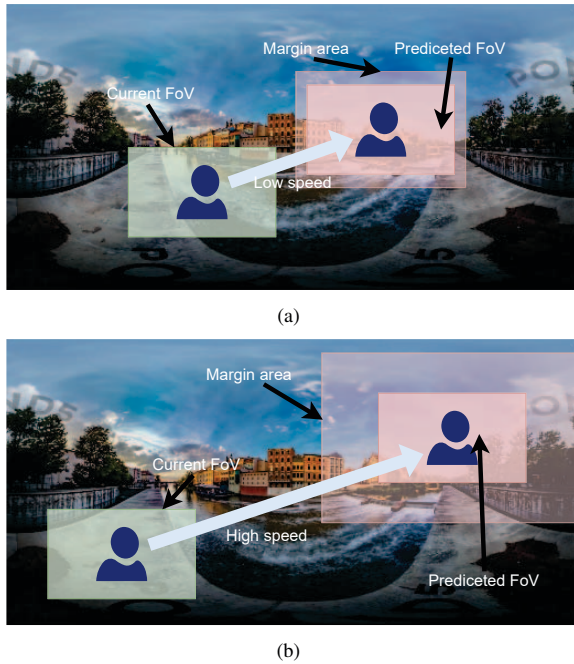 Margin area
Prediceted FoV
Current FoV
Low speed
(a)
Margin area
Current FoV
High speed
Prediceted FoV
(b)